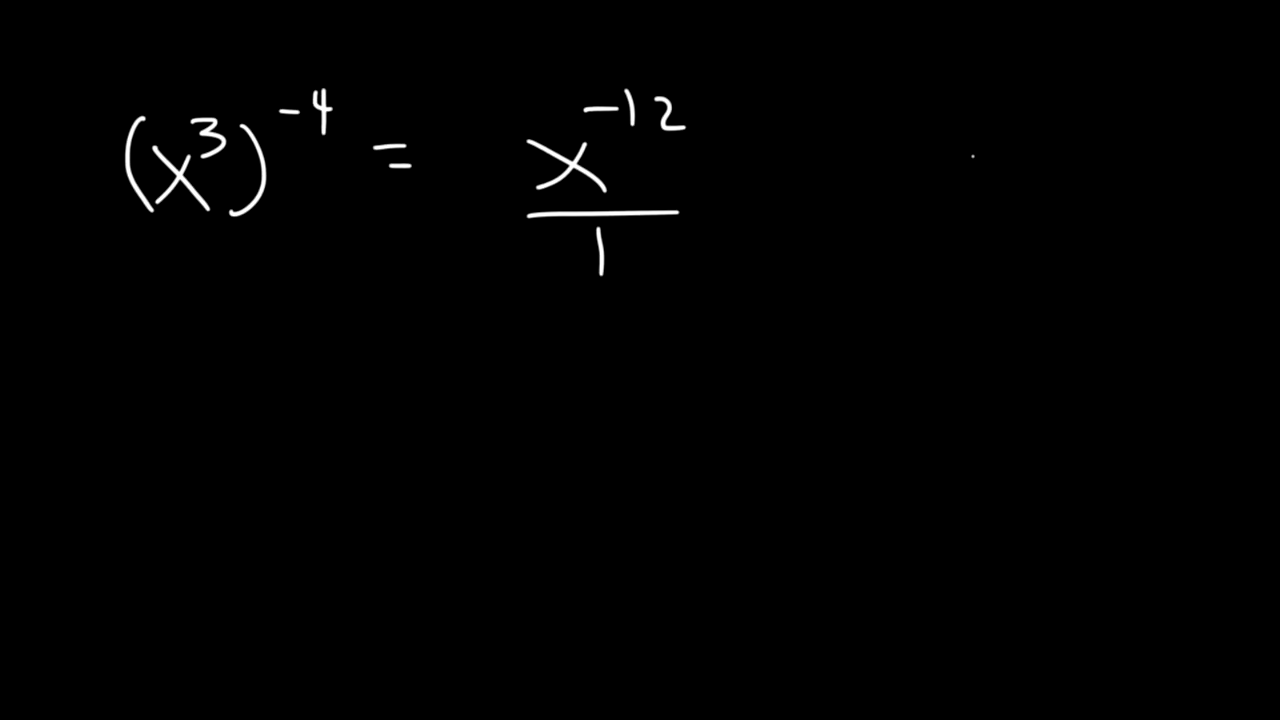 (x³)⁻⁴ = x⁻¹²
1